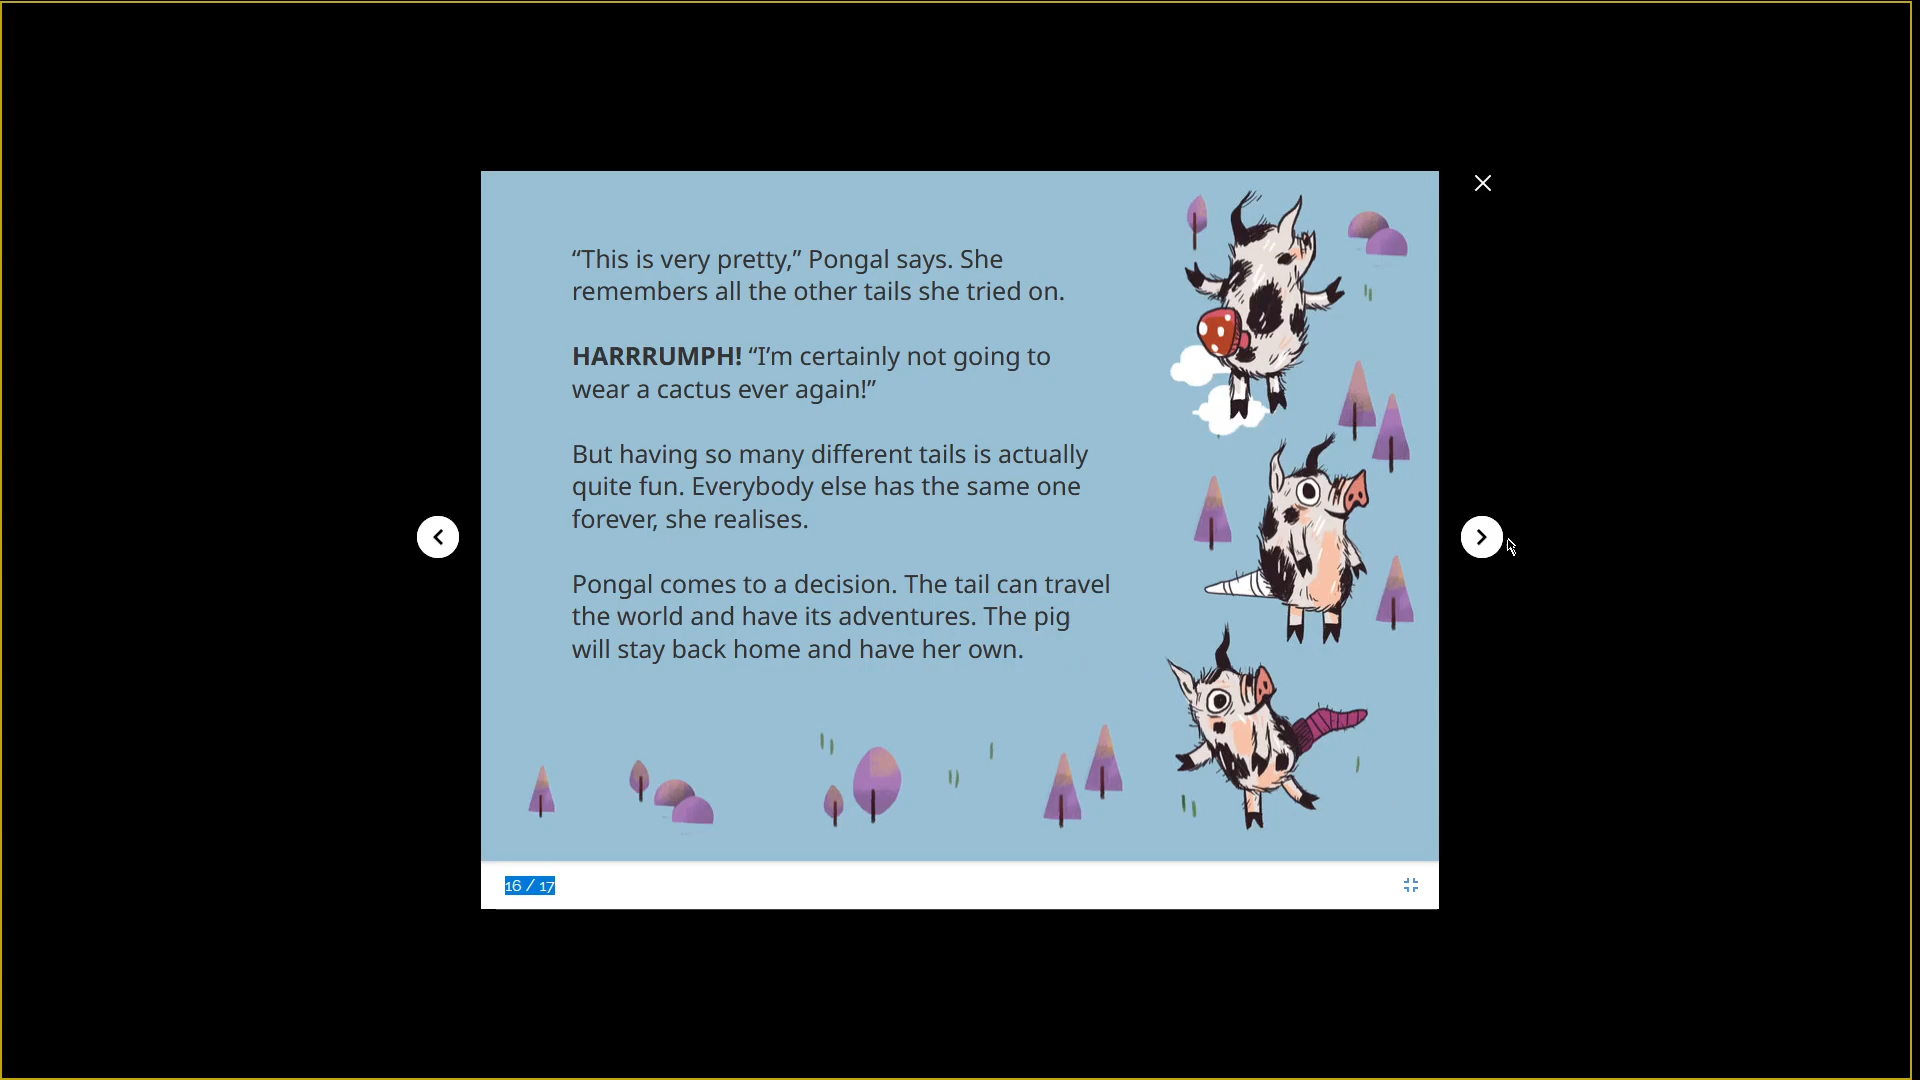 “This is very pretty,” Pongal says. She
remembers all the other tails she tried on.
HARRRUMPH! “I’m certainly not going to
wear a cactus ever again!”
But having so many different tails is actually
quite fun. Everybody else has the same one
forever, she realises.
Pongal comes to a decision. The tail can travel
the world and have its adventures. The pig
will stay back home and have her own.
16 / 17